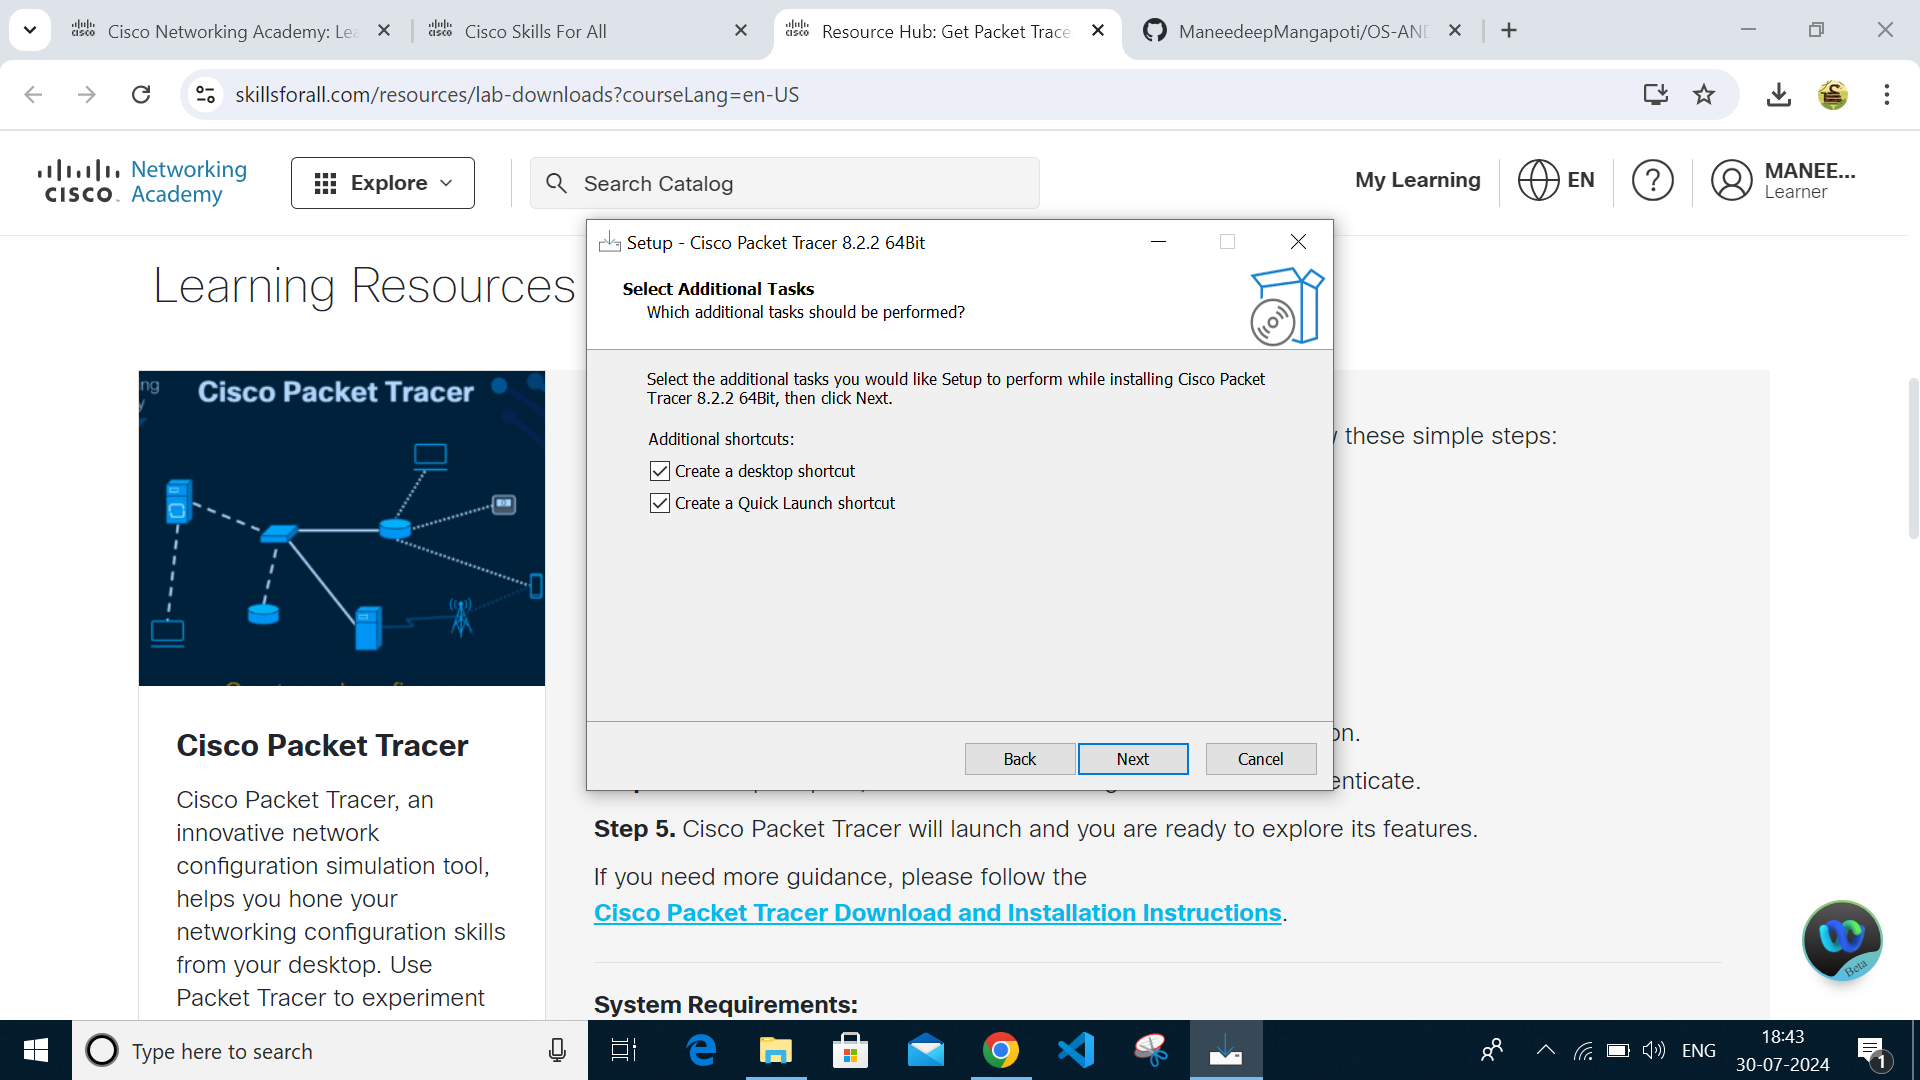 Cisco Networking Academy: Lea
Cisco Skills For All
Resource Hub: Get Packet Trace
ManeedeepMangapoti/OS-AND
skillsforall.com/resources/lab-downloads?courseLang=en-US
cisco Networking Academy
Explore
Search Catalog
My Learning
EN
MANEE...
Learner
Learning Resources
Setup - Cisco Packet Tracer 8.2.2 64Bit
Select Additional Tasks
Which additional tasks should be performed?
Select the additional tasks you would like Setup to perform while installing Cisco Packet
Tracer 8.2.2 64Bit, then click Next.
Additional shortcuts:
Create a desktop shortcut
Create a Quick Launch shortcut
Back
Next
Cancel
Cisco Packet Tracer
these simple steps:
on.
enticate.
Step 5. Cisco Packet Tracer will launch and you are ready to explore its features.
If you need more guidance, please follow the
Cisco Packet Tracer Download and Installation Instructions.
System Requirements:
Cisco Packet Tracer
Cisco Packet Tracer, an
innovative network
configuration simulation tool,
helps you hone your
networking configuration skills
from your desktop. Use
Packet Tracer to experiment
Beta
Type here to search
ENG
18:43
30-07-2024
1